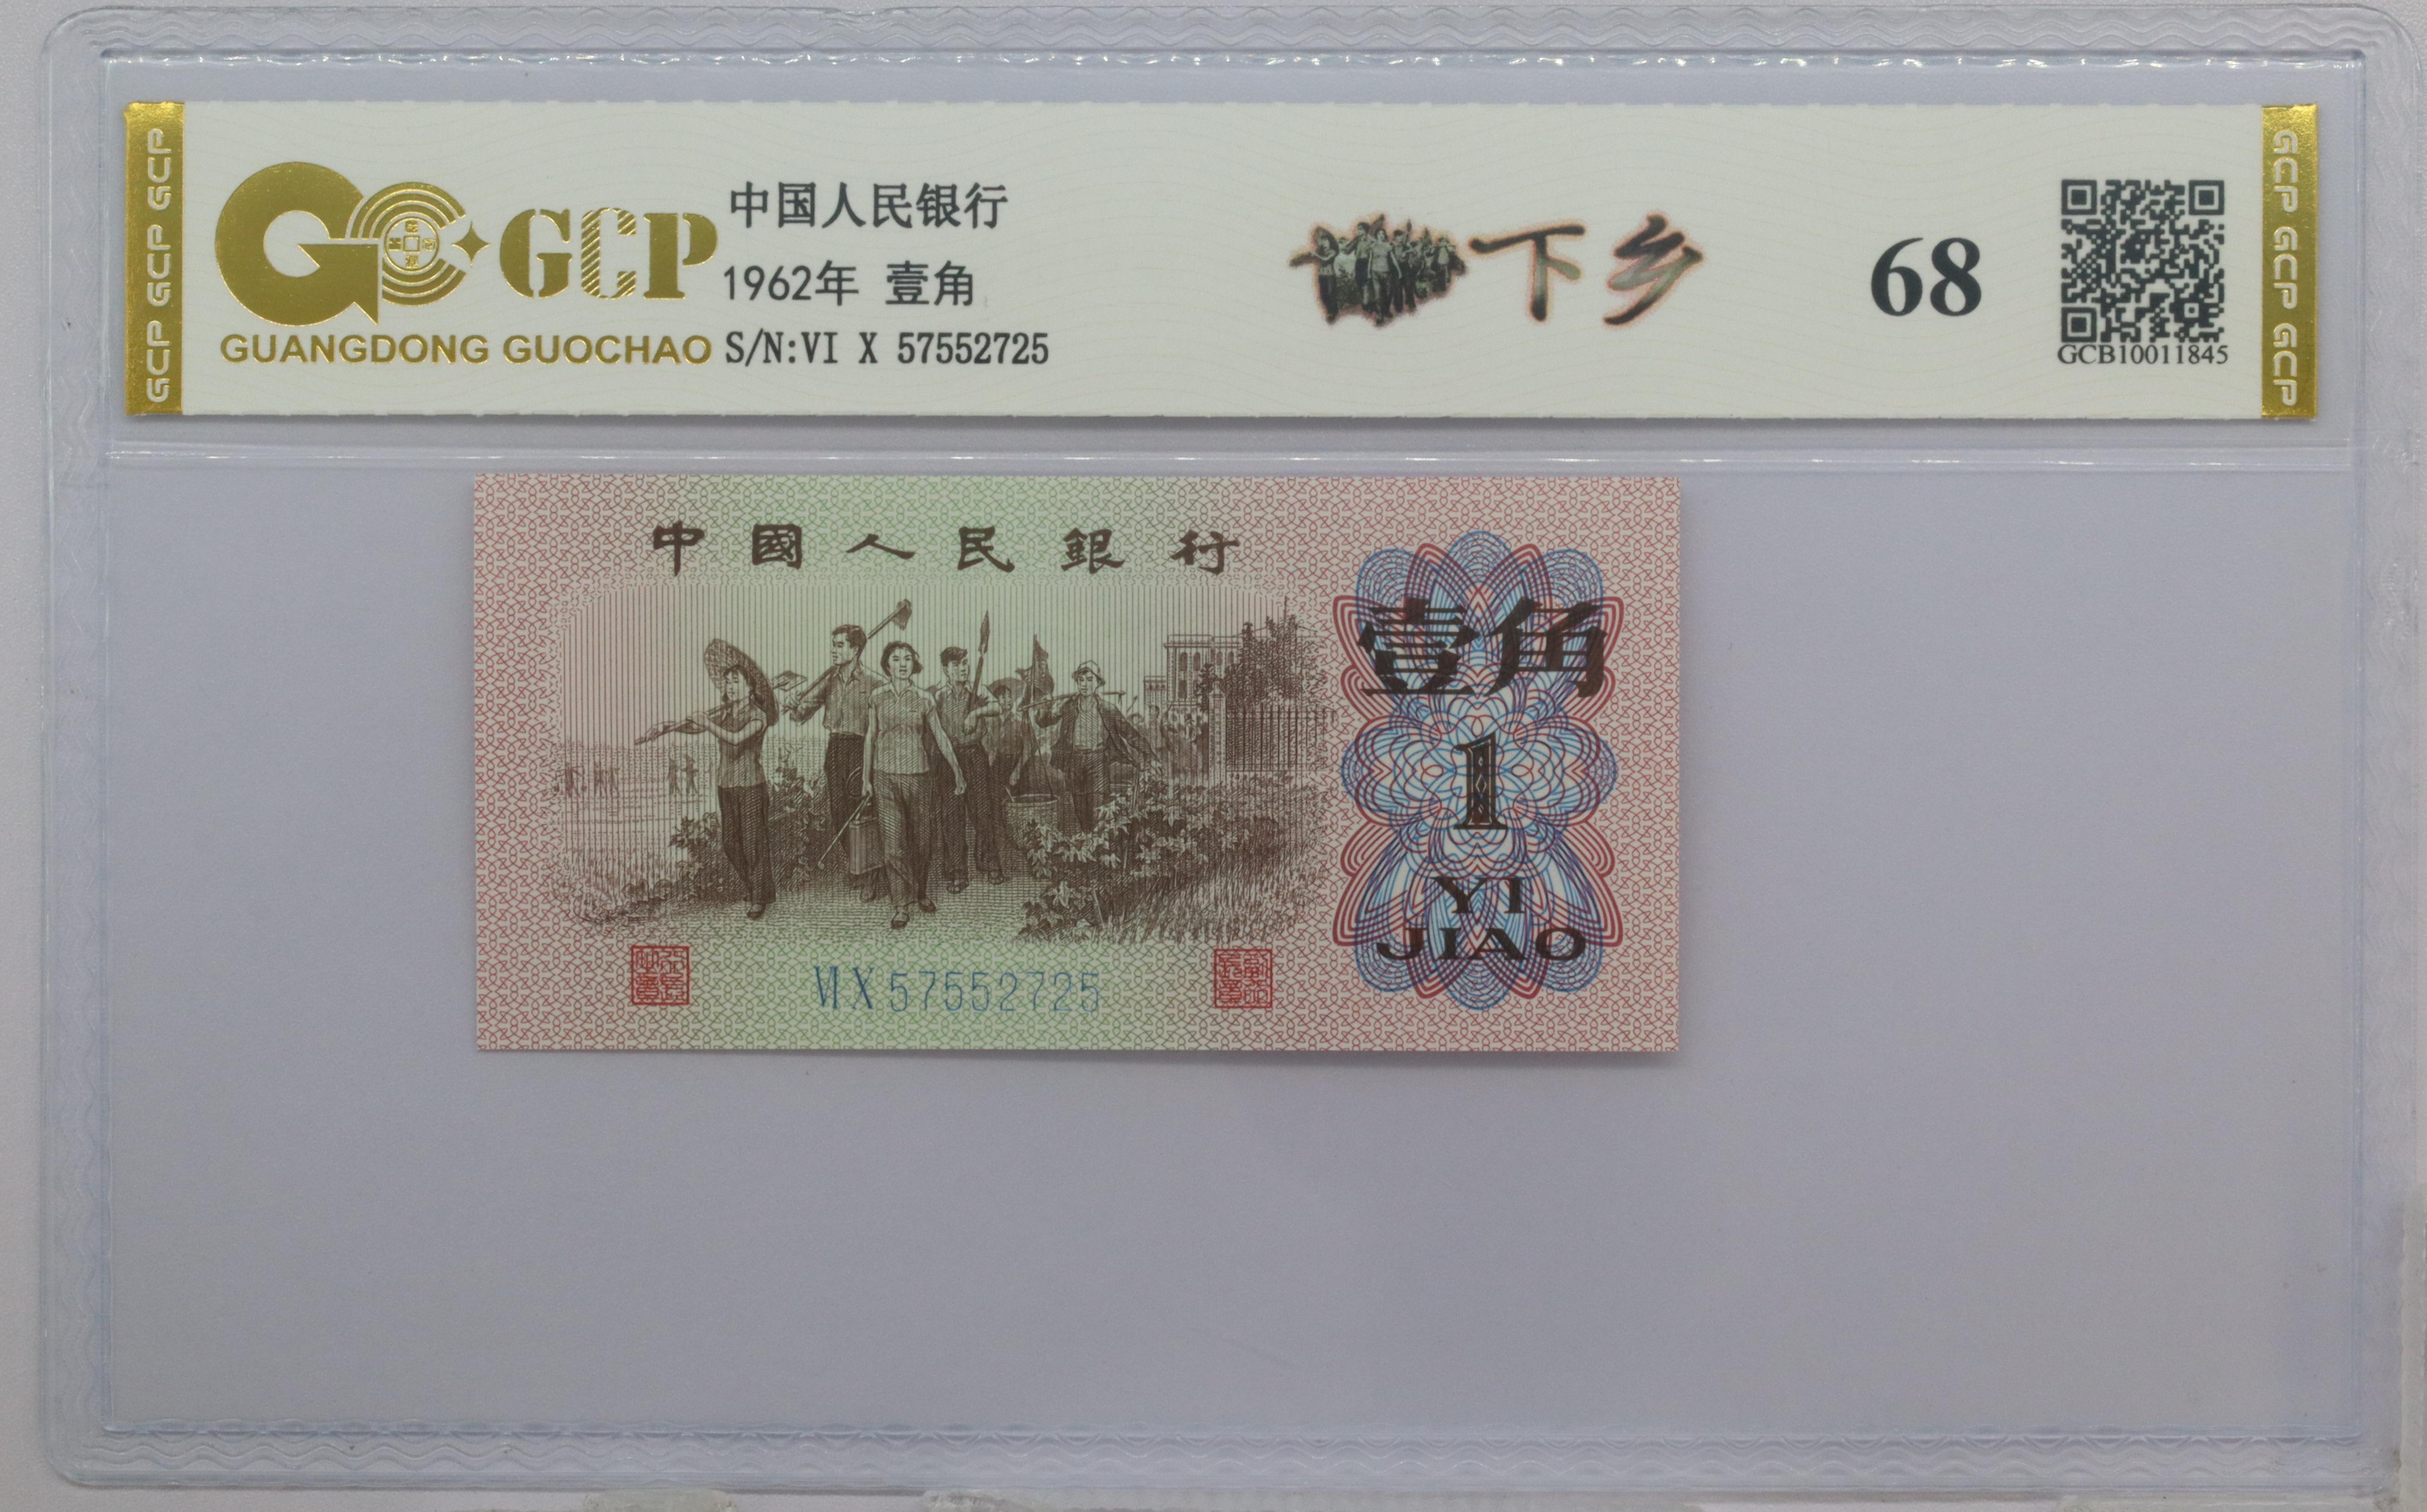 GCP GCP GCP
GCP
GUANGDONG GUOCHAO
中国人民银行
1962年 壹角
S/N:VI X 57552725
下乡
68
GCB10011845
GCP GCP GCP
中國人民銀行
壹角
1
YI
JIAO
VI X 57552725